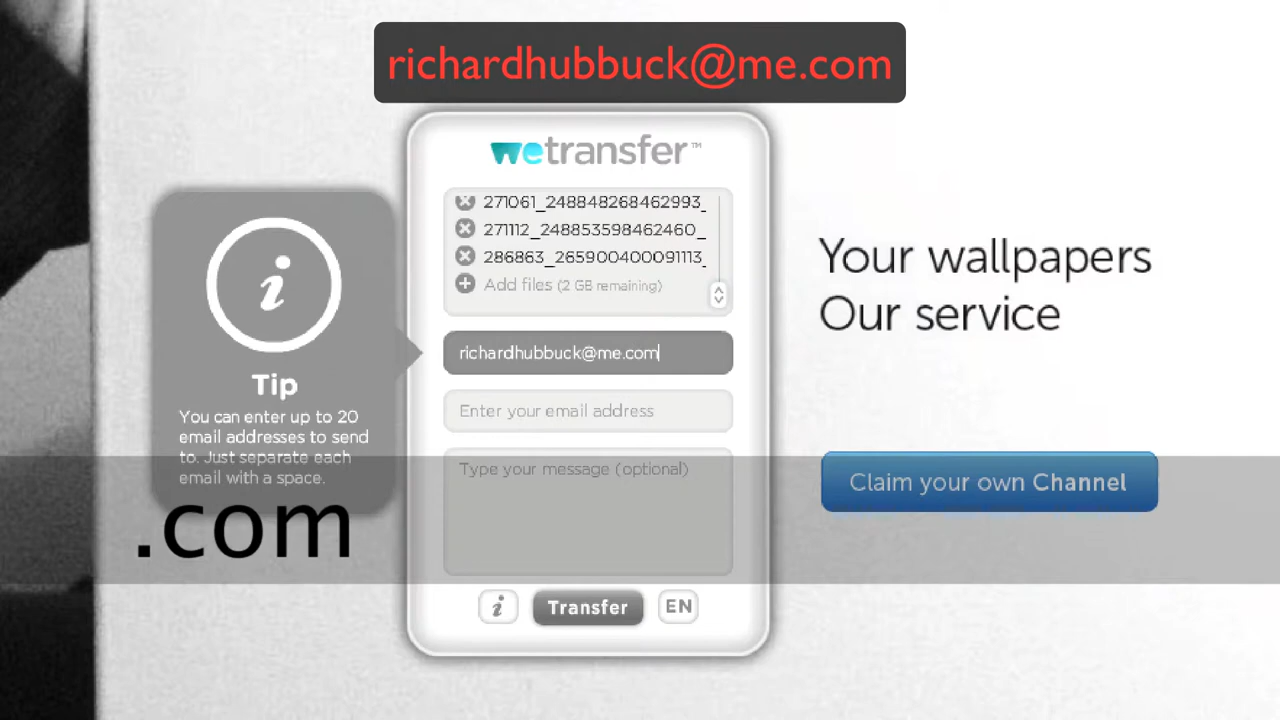 richardhubbuck@me.com
wetransfer™
271061_248848268462993_
271112_248853598462460_
286863_265900400091113_
Add files (2 GB remaining)
richardhubbuck@me.com
Enter your email address
Type your message (optional)
i
Transfer
EN
i
Tip
You can enter up to 20
email addresses to send
to. Just separate each
email with a space.
.com
Your wallpapers
Our service
Claim your own Channel